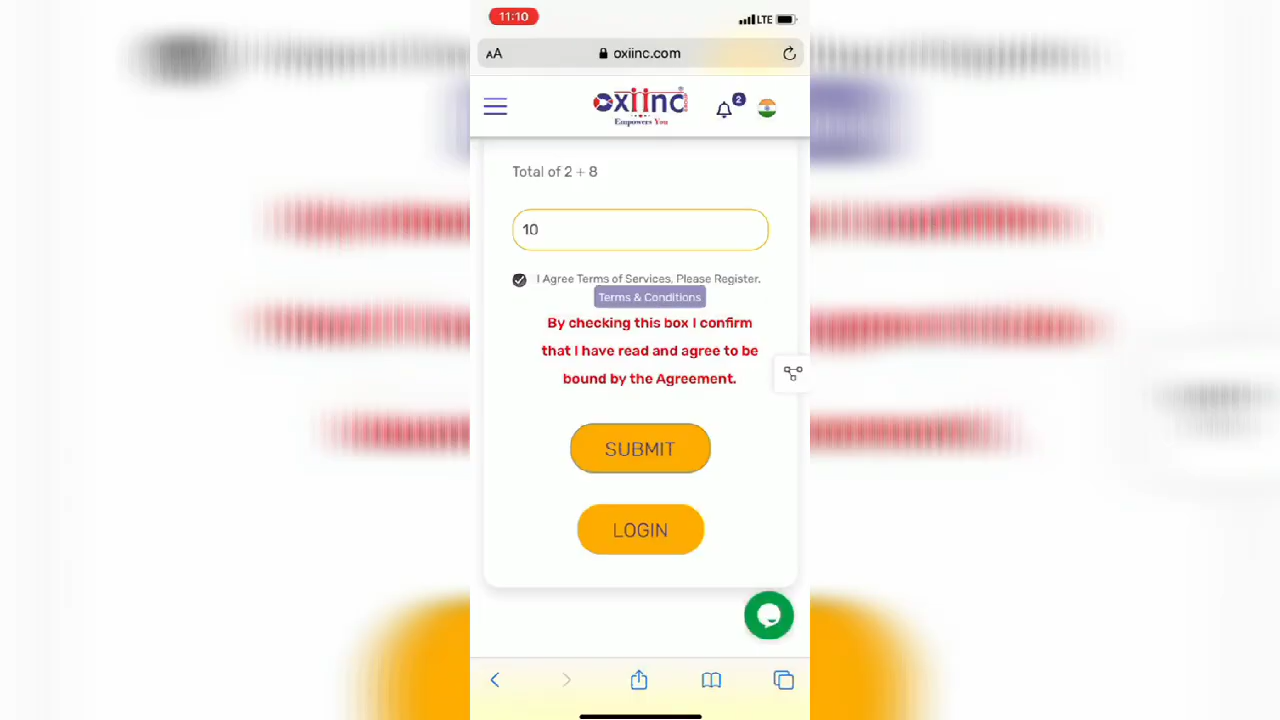 11:10
LTE
AA
oxiinc.com
oxiinc GROUP ®
Empowers You
2
Total of 2 + 8
10
I Agree Terms of Services, Please Register.
Terms & Conditions
By checking this box I confirm
that I have read and agree to be
bound by the Agreement.
SUBMIT
LOGIN